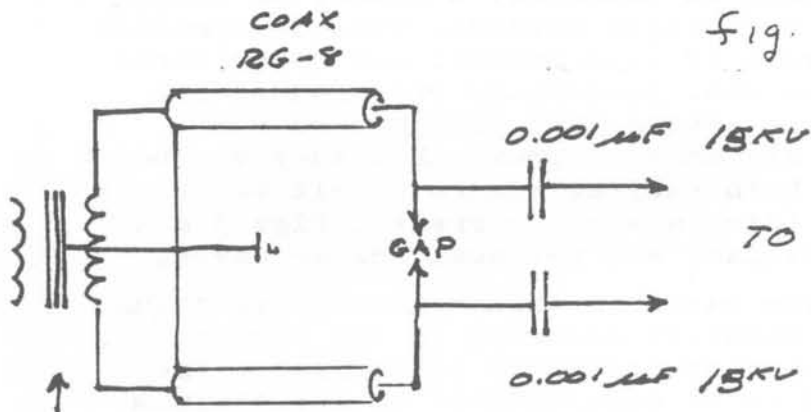 COAX
RG-8
fig.
0.001 µF 15KV
TO
GAP
0.001 µF 15KV